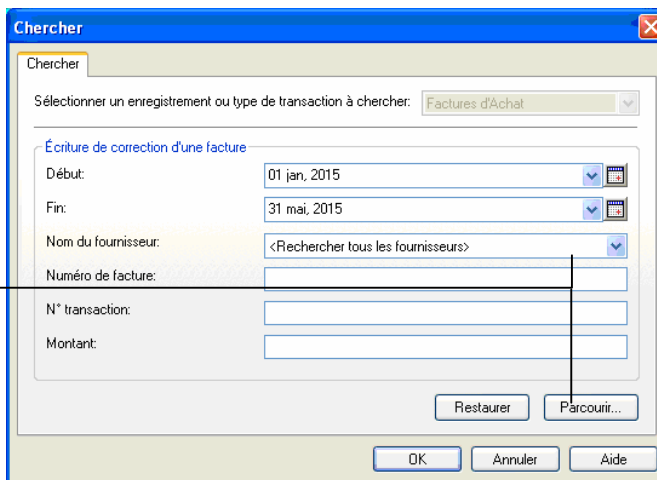 Chercher
Chercher
Sélectionner un enregistrement ou type de transaction à chercher: Factures d'Achat
Écriture de correction d'une facture
Début: 01 jan, 2015
Fin: 31 mai, 2015
Nom du fournisseur: <Rechercher tous les fournisseurs>
Numéro de facture:
N° transaction:
Montant:
Restaurer Parcourir...
OK Annuler Aide